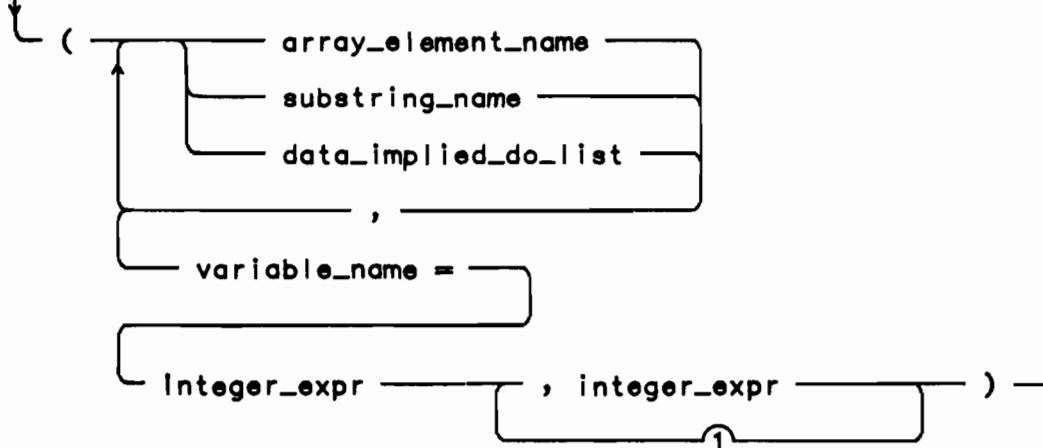 ( array_element_name
substring_name
data_implied_do_list
,
variable_name =
integer_expr , integer_expr )
1